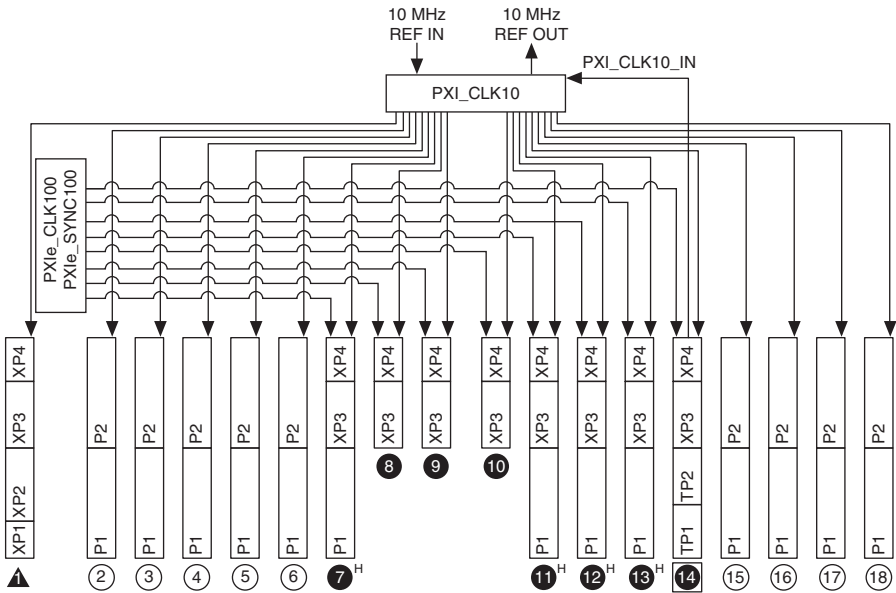 10 MHz
REF IN
10 MHz
REF OUT
PXI_CLK10_IN
PXI_CLK10
PXIe_CLK100
PXIe_SYNC100
XP4
XP3
XP2
XP1
1
P2
P1
2
P2
P1
3
P2
P1
4
P2
P1
5
P2
P1
6
XP4
XP3
P1
7 H
XP4
XP3
8
XP4
XP3
9
XP4
XP3
10
XP4
XP3
P1
11 H
XP4
XP3
P1
12 H
XP4
XP3
P1
13 H
XP4
XP3
TP2
TP1
14
P2
P1
15
P2
P1
16
P2
P1
17
P2
P1
18